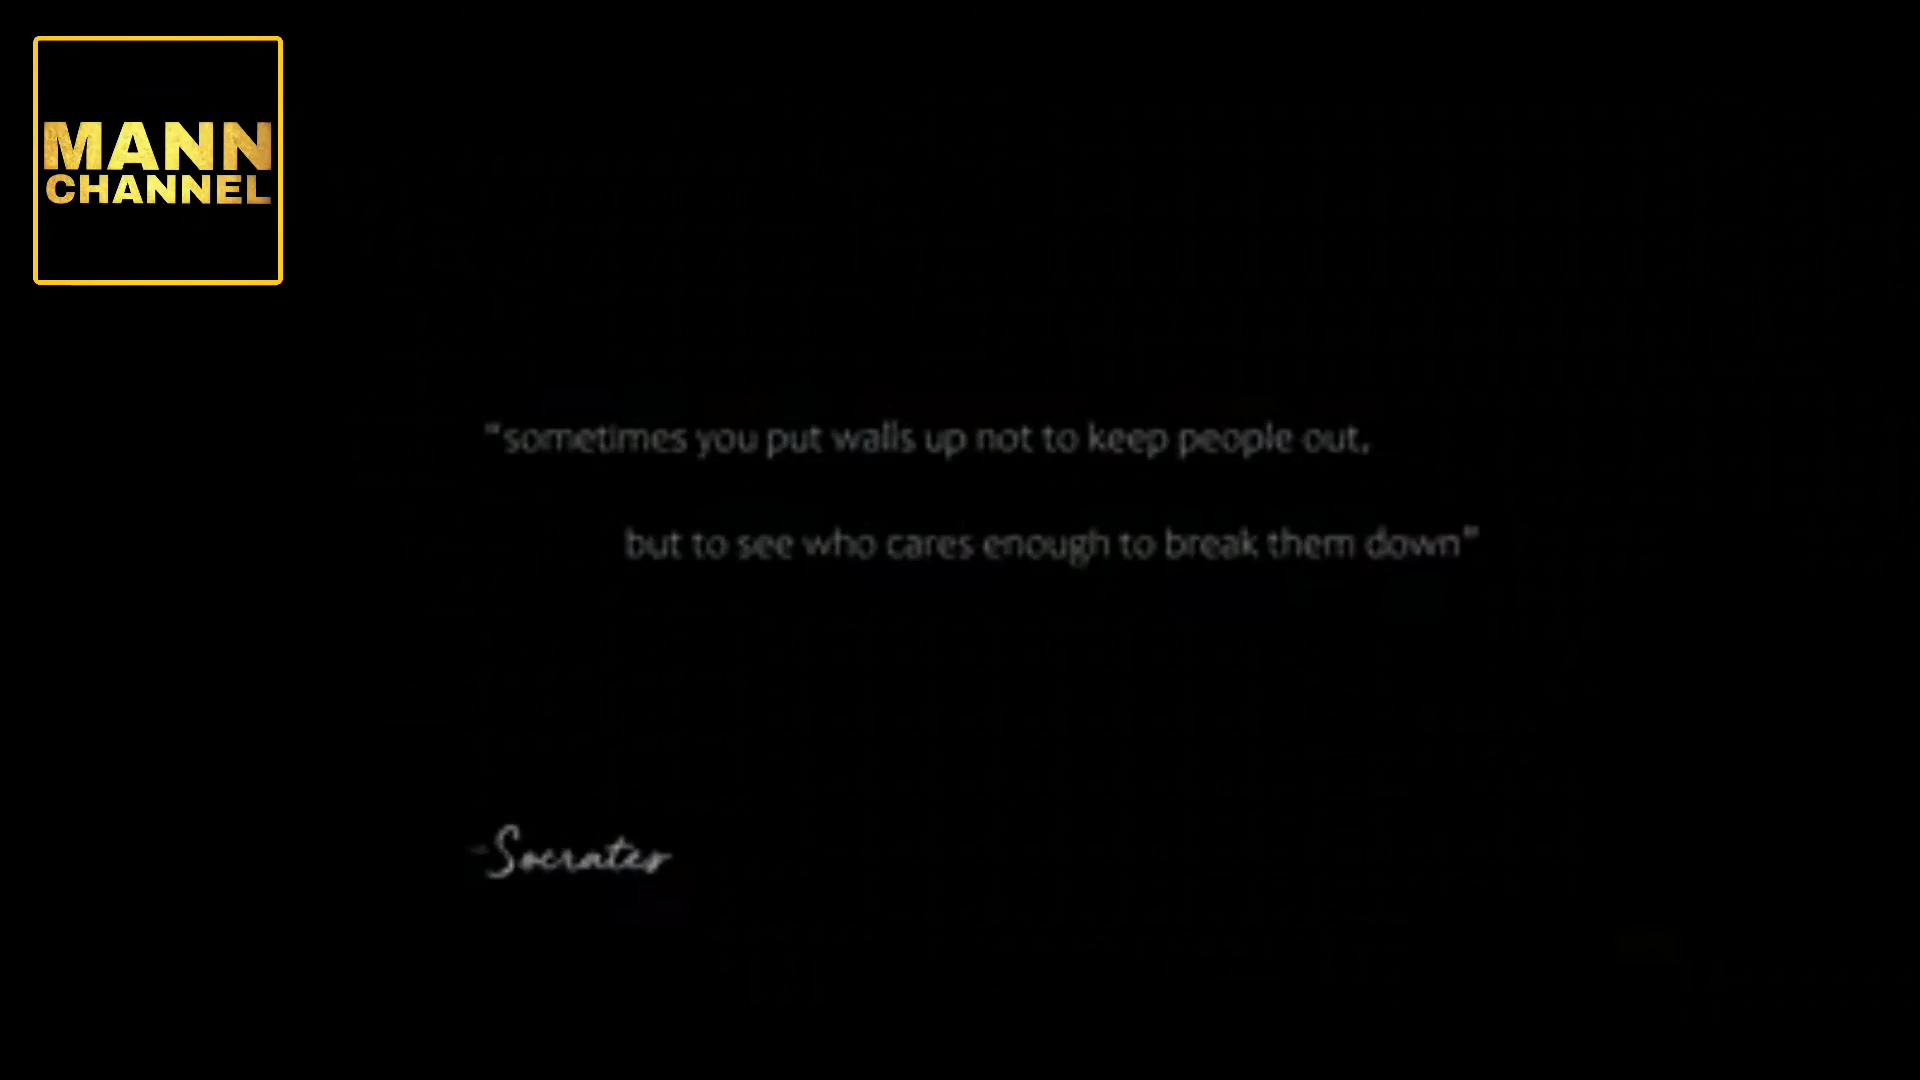 MANN
CHANNEL
"sometimes you put walls up not to keep people out,
but to see who cares enough to break them down"
-Socrates